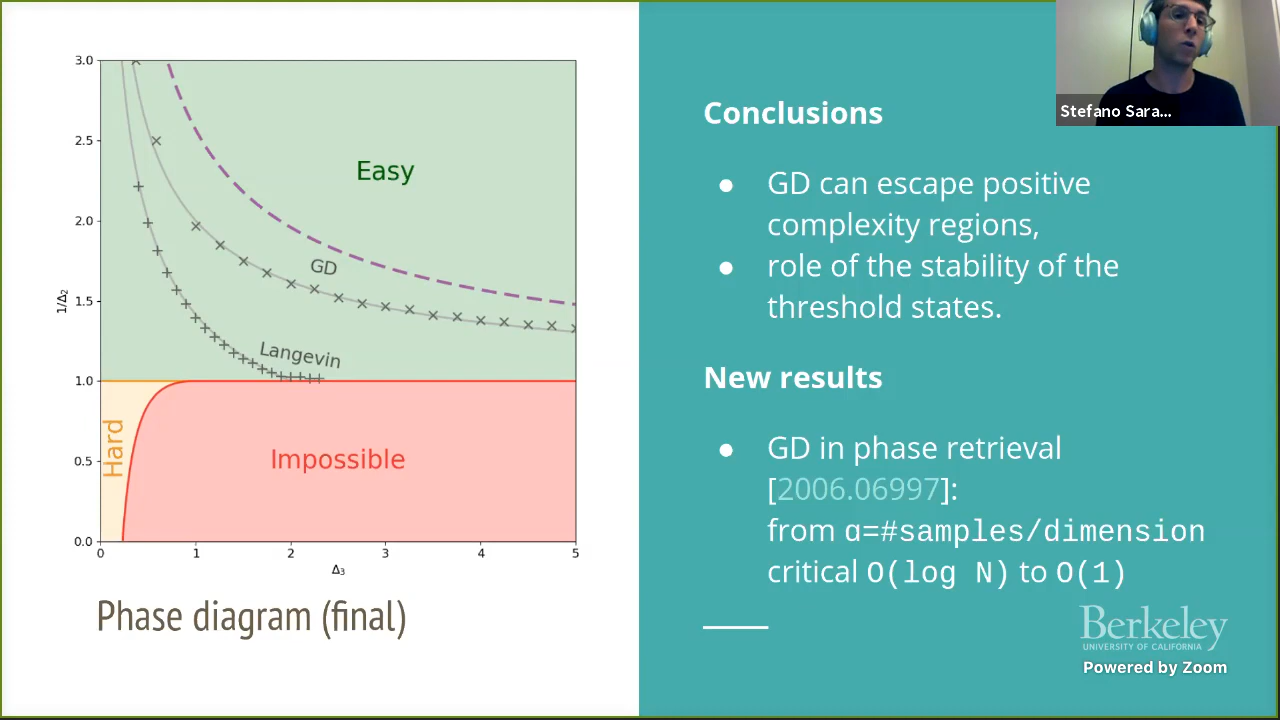 3.0
2.5
2.0
1.5
1.0
0.5
0.0
0
1
2
3
4
5
1/Δ₂
Δ₃
Easy
GD
Langevin
Hard
Impossible
Phase diagram (final)
Conclusions
● GD can escape positive
complexity regions,
● role of the stability of the
threshold states.
New results
● GD in phase retrieval
[2006.06997]:
from α=#samples/dimension
critical O(log N) to O(1)
Stefano Sara...
Berkeley
UNIVERSITY OF CALIFORNIA
Powered by Zoom